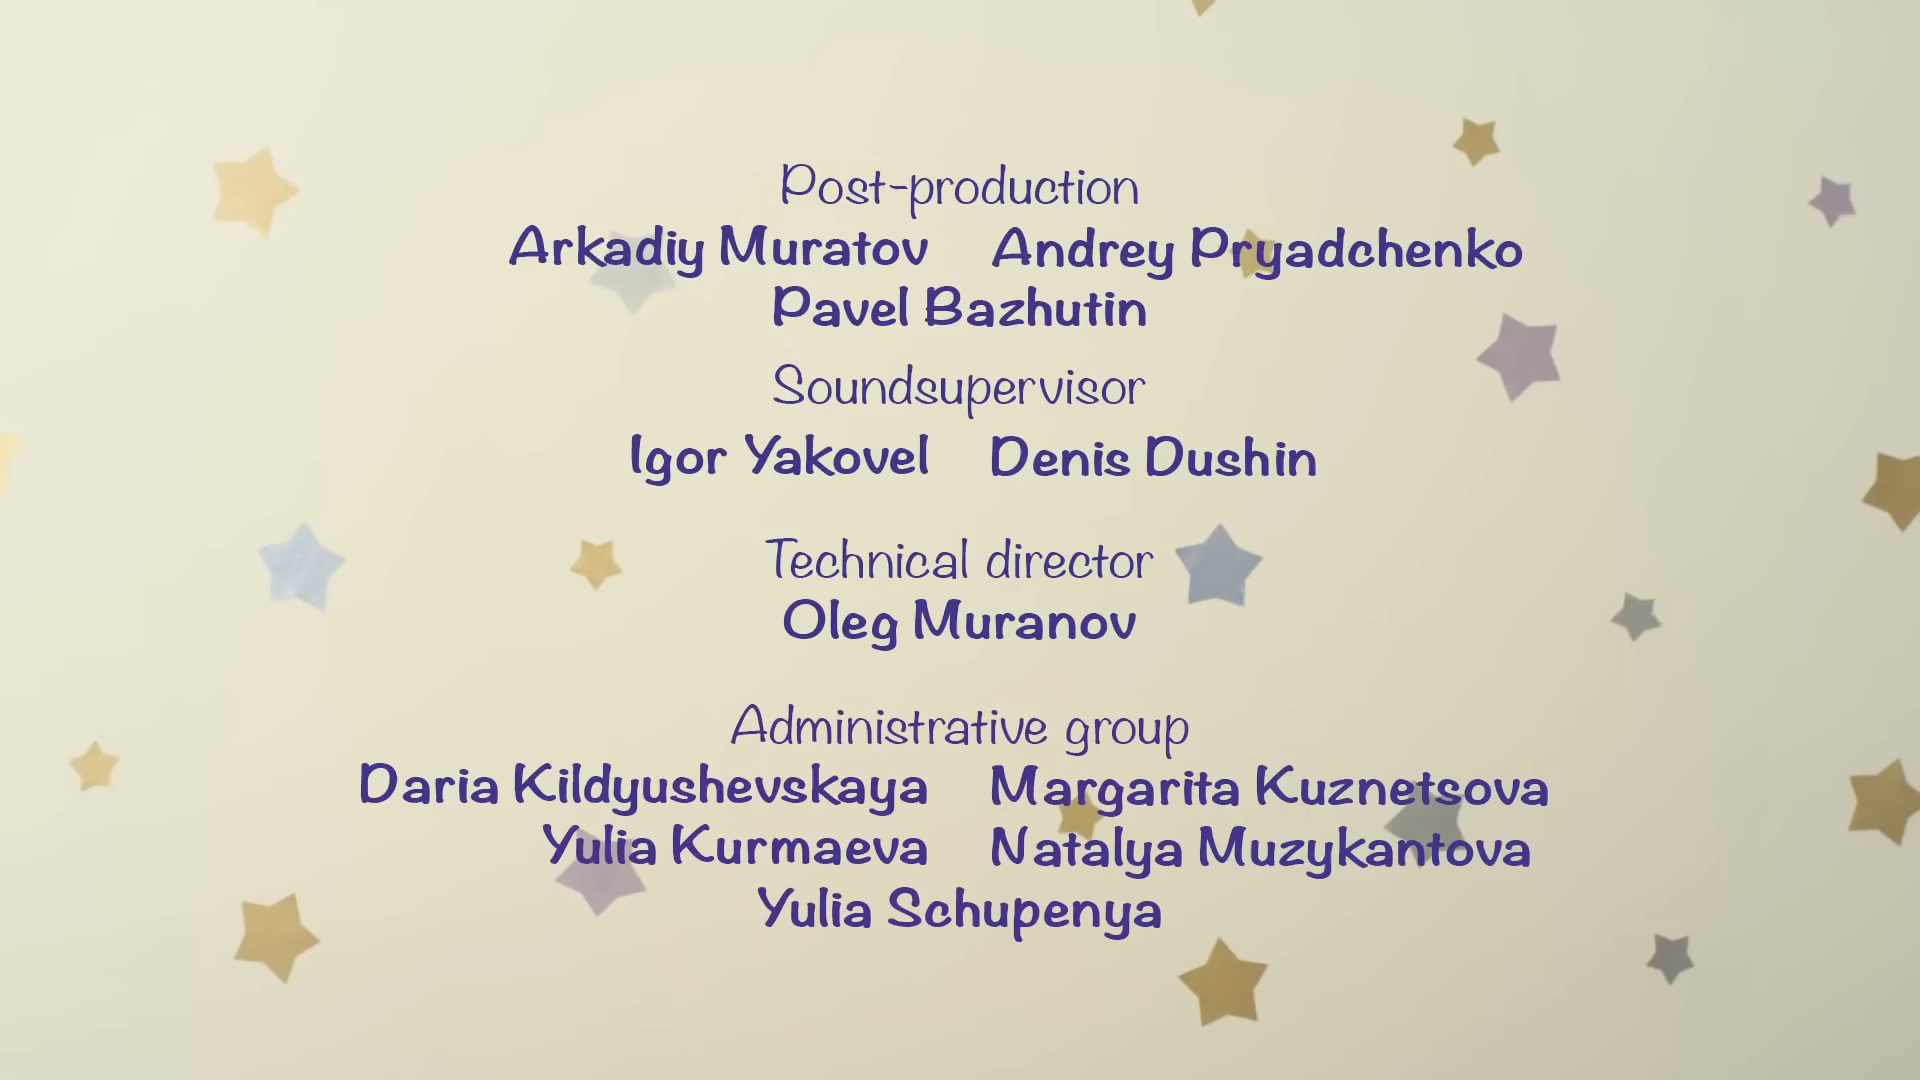 Post-production
Arkadiy Muratov Andrey Pryadchenko
Pavel Bazhutin
Soundsupervisor
Igor Yakovel Denis Dushin
Technical director
Oleg Muranov
Administrative group
Daria Kildyushevskaya Margarita Kuznetsova
Yulia Kurmaeva Natalya Muzykantova
Yulia Schupenya